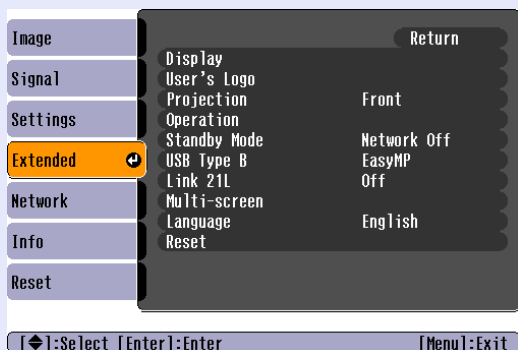 Image
Signal
Settings
Extended
Network
Info
Reset
Return
Display
User's Logo
Projection Front
Operation
Standby Mode Network Off
USB Type B EasyMP
Link 21L Off
Multi-screen
Language English
Reset
[◆]:Select [Enter]:Enter [Menu]:Exit